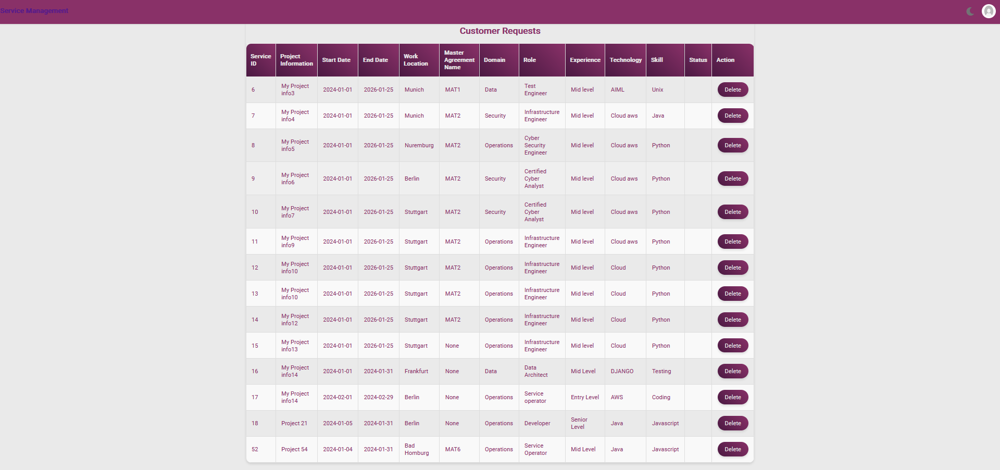 Service Management
Customer Requests
Service ID | Project Information | Start Date | End Date | Work Location | Master Agreement Name | Domain | Role | Experience | Technology | Skill | Status | Action
6 | My Project info3 | 2024-01-01 | 2026-01-25 | Munich | MAT1 | Data | Test Engineer | Mid level | AIML | Unix | | Delete
7 | My Project info4 | 2024-01-01 | 2026-01-25 | Munich | MAT2 | Security | Infrastructure Engineer | Mid level | Cloud aws | Java | | Delete
8 | My Project info5 | 2024-01-01 | 2026-01-25 | Nuremburg | MAT2 | Operations | Cyber Security Engineer | Mid level | Cloud aws | Python | | Delete
9 | My Project info6 | 2024-01-01 | 2026-01-25 | Berlin | MAT2 | Security | Certified Cyber Analyst | Mid level | Cloud aws | Python | | Delete
10 | My Project info7 | 2024-01-01 | 2026-01-25 | Stuttgart | MAT2 | Security | Certified Cyber Analyst | Mid level | Cloud aws | Python | | Delete
11 | My Project info9 | 2024-01-01 | 2026-01-25 | Stuttgart | MAT2 | Operations | Infrastructure Engineer | Mid level | Cloud aws | Python | | Delete
12 | My Project info10 | 2024-01-01 | 2026-01-25 | Stuttgart | MAT2 | Operations | Infrastructure Engineer | Mid level | Cloud | Python | | Delete
13 | My Project info10 | 2024-01-01 | 2026-01-25 | Stuttgart | MAT2 | Operations | Infrastructure Engineer | Mid level | Cloud | Python | | Delete
14 | My Project info12 | 2024-01-01 | 2026-01-25 | Stuttgart | MAT2 | Operations | Infrastructure Engineer | Mid level | Cloud | Python | | Delete
15 | My Project info13 | 2024-01-01 | 2026-01-25 | Stuttgart | None | Operations | Infrastructure Engineer | Mid level | Cloud | Python | | Delete
16 | My Project info14 | 2024-01-01 | 2024-01-31 | Frankfurt | None | Data | Data Architect | Mid Level | DJANGO | Testing | | Delete
17 | My Project info14 | 2024-02-01 | 2024-02-29 | Berlin | None | Operations | Service operator | Entry Level | AWS | Coding | | Delete
18 | Project 21 | 2024-01-05 | 2024-01-31 | Berlin | None | Operations | Developer | Senior Level | Java | Javascript | | Delete
52 | Project 54 | 2024-01-04 | 2024-01-31 | Bad Homburg | MAT6 | Operations | Service Operator | Mid Level | Java | Javascript | | Delete